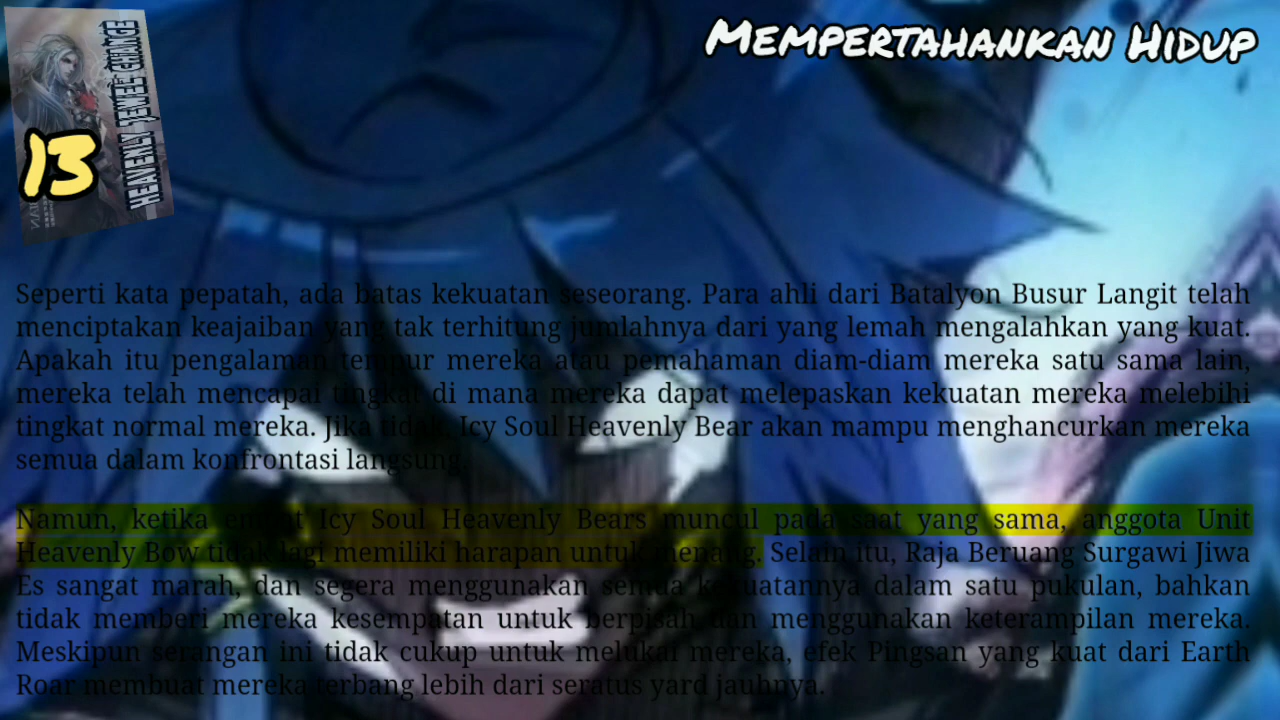 Mempertahankan Hidup
HEAVENLY JEWEL CHANGE
13
Seperti kata pepatah, ada batas kekuatan seseorang. Para ahli dari Batalyon Busur Langit telah
menciptakan keajaiban yang tak terhitung jumlahnya dari yang lemah mengalahkan yang kuat.
Apakah itu pengalaman tempur mereka atau pemahaman diam-diam mereka satu sama lain,
mereka telah mencapai tingkat di mana mereka dapat melepaskan kekuatan mereka melebihi
tingkat normal mereka. Jika tidak, Icy Soul Heavenly Bear akan mampu menghancurkan mereka
semua dalam konfrontasi langsung.
Namun, ketika empat Icy Soul Heavenly Bears muncul pada saat yang sama, anggota Unit
Heavenly Bow tidak lagi memiliki harapan untuk menang. Selain itu, Raja Beruang Surgawi Jiwa
Es sangat marah, dan segera menggunakan semua kekuatannya dalam satu pukulan, bahkan
tidak memberi mereka kesempatan untuk berpisah dan menggunakan keterampilan mereka.
Meskipun serangan ini tidak cukup untuk melukai mereka, efek Pingsan yang kuat dari Earth
Roar membuat mereka terbang lebih dari seratus yard jauhnya.